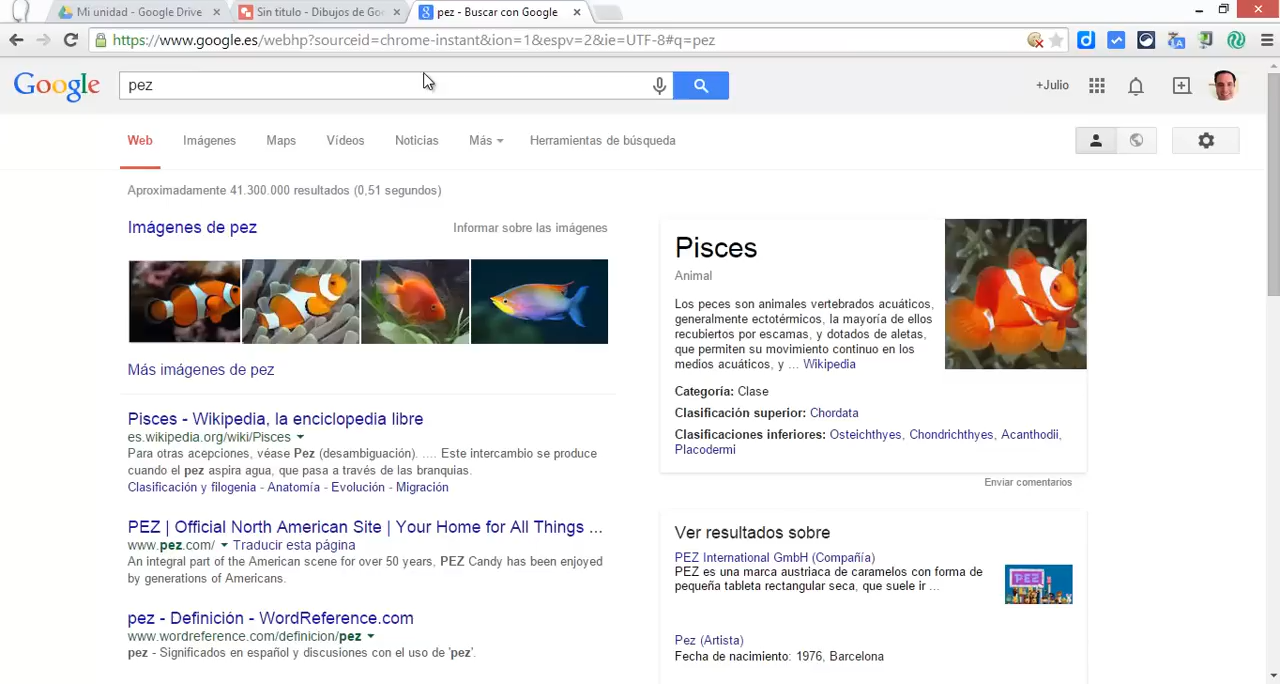 Mi unidad - Google Drive
Sin título - Dibujos de Go
pez - Buscar con Google
https://www.google.es/webhp?sourceid=chrome-instant&ion=1&espv=2&ie=UTF-8#q=pez
Google
pez
+Julio
Web
Imágenes
Maps
Vídeos
Noticias
Más
Herramientas de búsqueda
Aproximadamente 41.300.000 resultados (0,51 segundos)
Imágenes de pez
Informar sobre las imágenes
Más imágenes de pez
Pisces - Wikipedia, la enciclopedia libre
es.wikipedia.org/wiki/Pisces
Para otras acepciones, véase Pez (desambiguación). .... Este intercambio se produce
cuando el pez aspira agua, que pasa a través de las branquias.
Clasificación y filogenia - Anatomía - Evolución - Migración
PEZ | Official North American Site | Your Home for All Things ...
www.pez.com/ Traducir esta página
An integral part of the American scene for over 50 years, PEZ Candy has been enjoyed
by generations of Americans.
pez - Definición - WordReference.com
www.wordreference.com/definicion/pez
pez - Significados en español y discusiones con el uso de 'pez'.
Pisces
Animal
Los peces son animales vertebrados acuáticos,
generalmente ectotérmicos, la mayoría de ellos
recubiertos por escamas, y dotados de aletas,
que permiten su movimiento continuo en los
medios acuáticos, y ... Wikipedia
Categoría: Clase
Clasificación superior: Chordata
Clasificaciones inferiores: Osteichthyes, Chondrichthyes, Acanthodii,
Placodermi
Enviar comentarios
Ver resultados sobre
PEZ International GmbH (Compañía)
PEZ es una marca austriaca de caramelos con forma de
pequeña tableta rectangular seca, que suele ir ...
PEZ
Pez (Artista)
Fecha de nacimiento: 1976, Barcelona